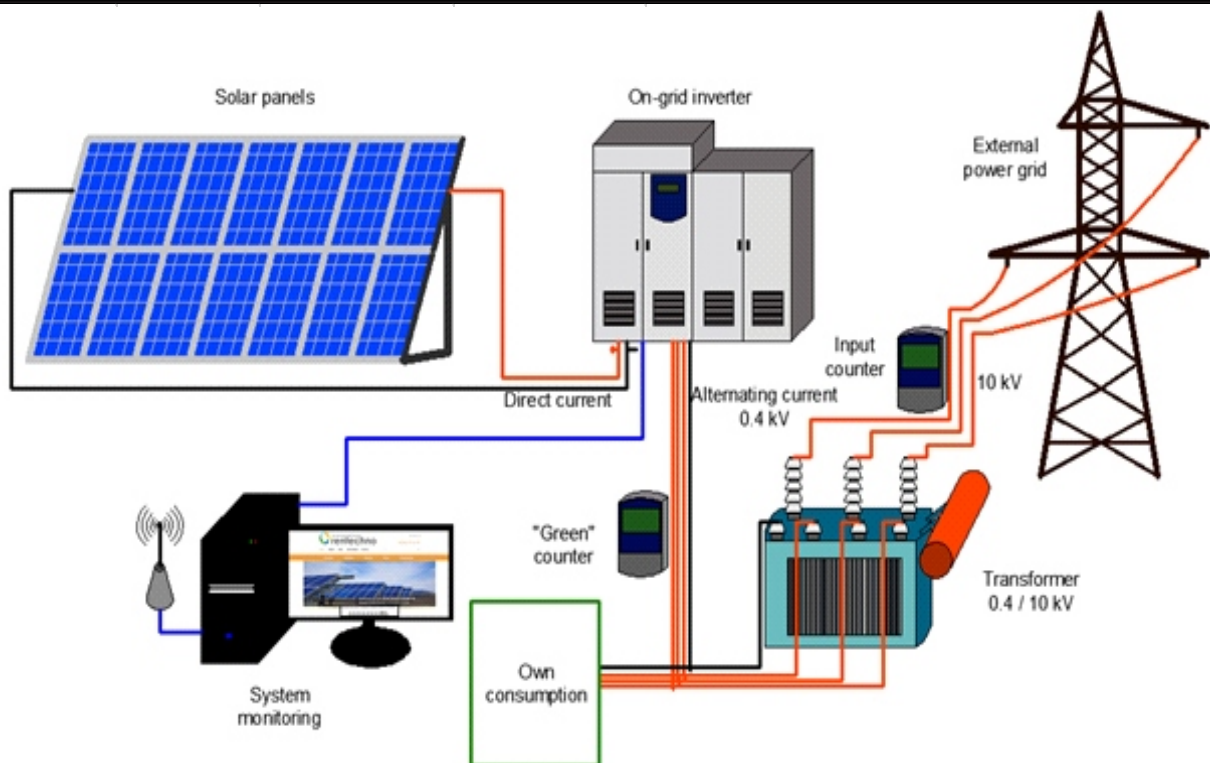 Solar panels
On-grid inverter
External
power grid
Input
counter
10 kV
Direct current
Alternating current
0.4 kV
"Green"
counter
rentechno
Transformer
0.4 / 10 kV
Own
consumption
System
monitoring